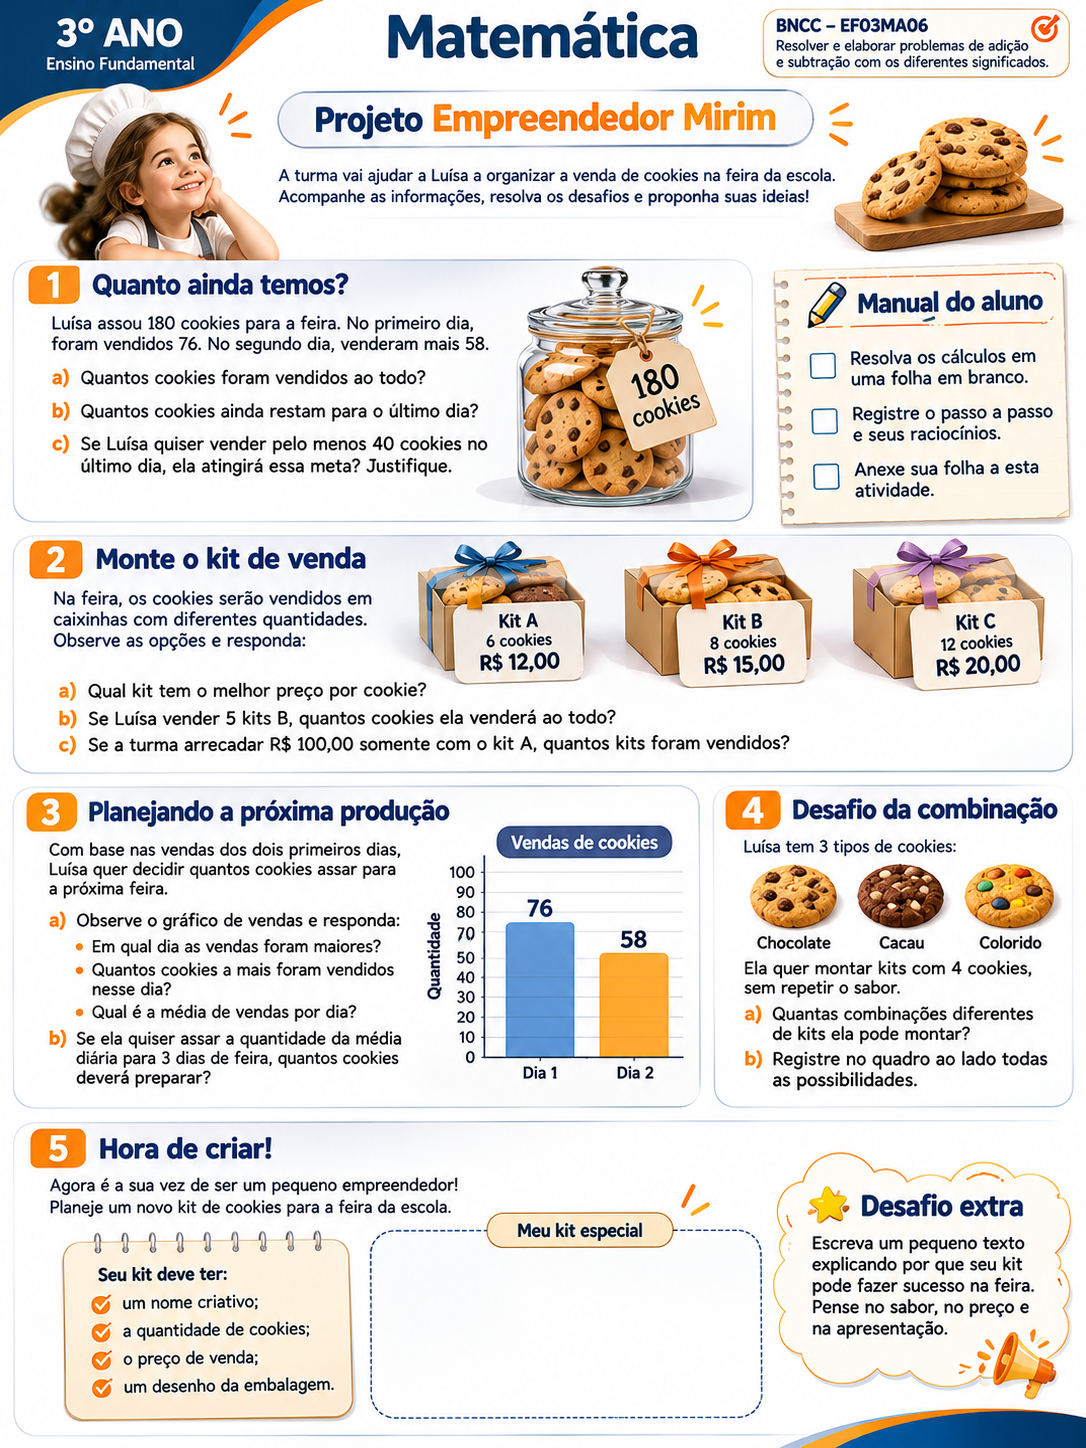 3º ANO
Ensino Fundamental
Matemática
BNCC – EF03MA06
Resolver e elaborar problemas de adição
e subtração com os diferentes significados.
Projeto Empreendedor Mirim
A turma vai ajudar a Luísa a organizar a venda de cookies na feira da escola.
Acompanhe as informações, resolva os desafios e proponha suas ideias!
1 Quanto ainda temos?
Luísa assou 180 cookies para a feira. No primeiro dia,
foram vendidos 76. No segundo dia, venderam mais 58.
a) Quantos cookies foram vendidos ao todo?
b) Quantos cookies ainda restam para o último dia?
c) Se Luísa quiser vender pelo menos 40 cookies no
último dia, ela atingirá essa meta? Justifique.
180
cookies
Manual do aluno
Resolva os cálculos em
uma folha em branco.
Registre o passo a passo
e seus raciocínios.
Anexe sua folha a esta
atividade.
2 Monte o kit de venda
Na feira, os cookies serão vendidos em
caixinhas com diferentes quantidades.
Observe as opções e responda:
Kit A
6 cookies
R$ 12,00
Kit B
8 cookies
R$ 15,00
Kit C
12 cookies
R$ 20,00
a) Qual kit tem o melhor preço por cookie?
b) Se Luísa vender 5 kits B, quantos cookies ela venderá ao todo?
c) Se a turma arrecadar R$ 100,00 somente com o kit A, quantos kits foram vendidos?
3 Planejando a próxima produção
Com base nas vendas dos dois primeiros dias,
Luísa quer decidir quantos cookies assar para
a próxima feira.
a) Observe o gráfico de vendas e responda:
• Em qual dia as vendas foram maiores?
• Quantos cookies a mais foram vendidos
nesse dia?
• Qual é a média de vendas por dia?
b) Se ela quiser assar a quantidade da média
diária para 3 dias de feira, quantos cookies
deverá preparar?
Vendas de cookies
Quantidade
100
90
80
70
50
40
30
20
10
0
76
58
Dia 1
Dia 2
4 Desafio da combinação
Luísa tem 3 tipos de cookies:
Chocolate
Cacau
Colorido
Ela quer montar kits com 4 cookies,
sem repetir o sabor.
a) Quantas combinações diferentes
de kits ela pode montar?
b) Registre no quadro ao lado todas
as possibilidades.
5 Hora de criar!
Agora é a sua vez de ser um pequeno empreendedor!
Planeje um novo kit de cookies para a feira da escola.
Seu kit deve ter:
um nome criativo;
a quantidade de cookies;
o preço de venda;
um desenho da embalagem.
Meu kit especial
Desafio extra
Escreva um pequeno texto
explicando por que seu kit
pode fazer sucesso na feira.
Pense no sabor, no preço e
na apresentação.